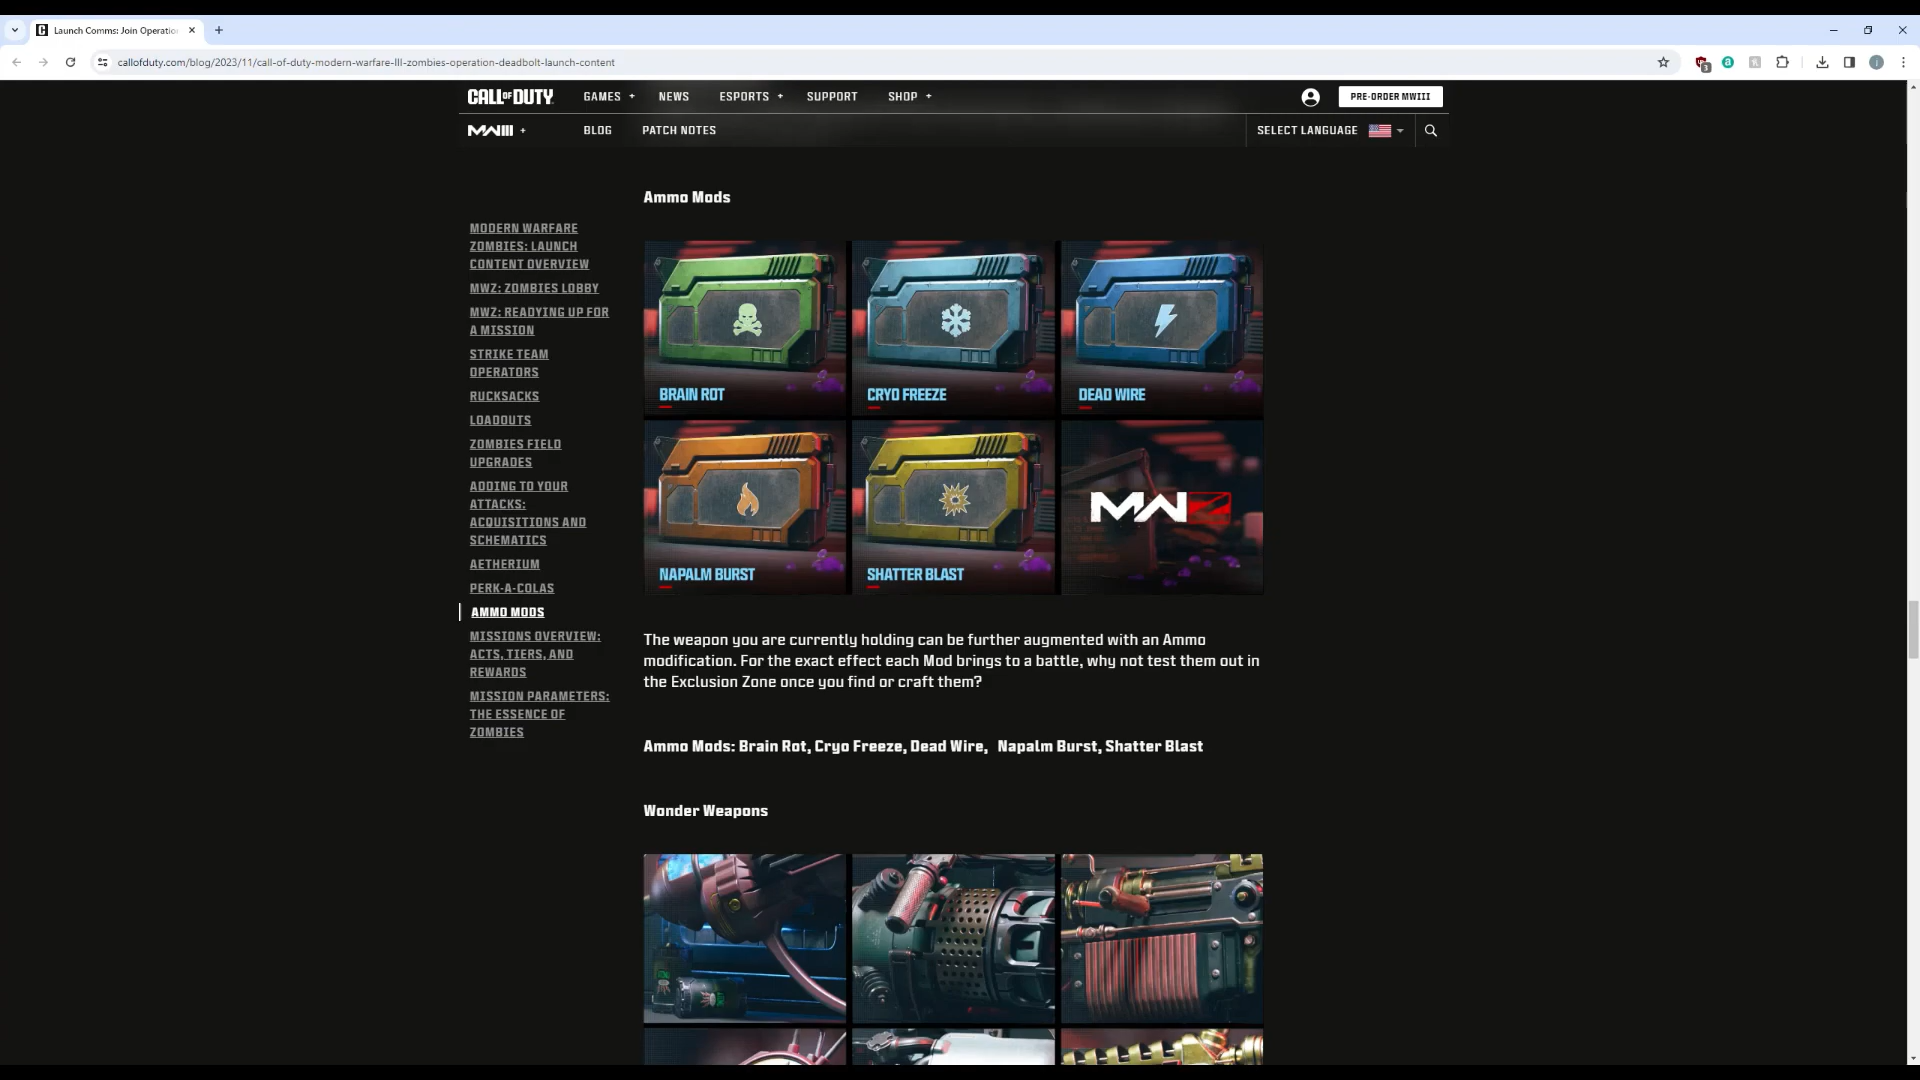 Launch Comms: Join Operatio
callofduty.com/blog/2023/11/call-of-duty-modern-warfare-III-zombies-operation-deadbolt-launch-content
CALL OF DUTY
GAMES +
NEWS
ESPORTS +
SUPPORT
SHOP +
PRE-ORDER MWIII
MWIII +
BLOG
PATCH NOTES
SELECT LANGUAGE
MODERN WARFARE
ZOMBIES: LAUNCH
CONTENT OVERVIEW
MWZ: ZOMBIES LOBBY
MWZ: READYING UP FOR
A MISSION
STRIKE TEAM
OPERATORS
RUCKSACKS
LOADOUTS
ZOMBIES FIELD
UPGRADES
ADDING TO YOUR
ATTACKS:
ACQUISITIONS AND
SCHEMATICS
AETHERIUM
PERK-A-COLAS
AMMO MODS
MISSIONS OVERVIEW:
ACTS, TIERS, AND
REWARDS
MISSION PARAMETERS:
THE ESSENCE OF
ZOMBIES
Ammo Mods
BRAIN ROT
CRYO FREEZE
DEAD WIRE
NAPALM BURST
SHATTER BLAST
MWZ
The weapon you are currently holding can be further augmented with an Ammo
modification. For the exact effect each Mod brings to a battle, why not test them out in
the Exclusion Zone once you find or craft them?
Ammo Mods: Brain Rot, Cryo Freeze, Dead Wire, Napalm Burst, Shatter Blast
Wonder Weapons